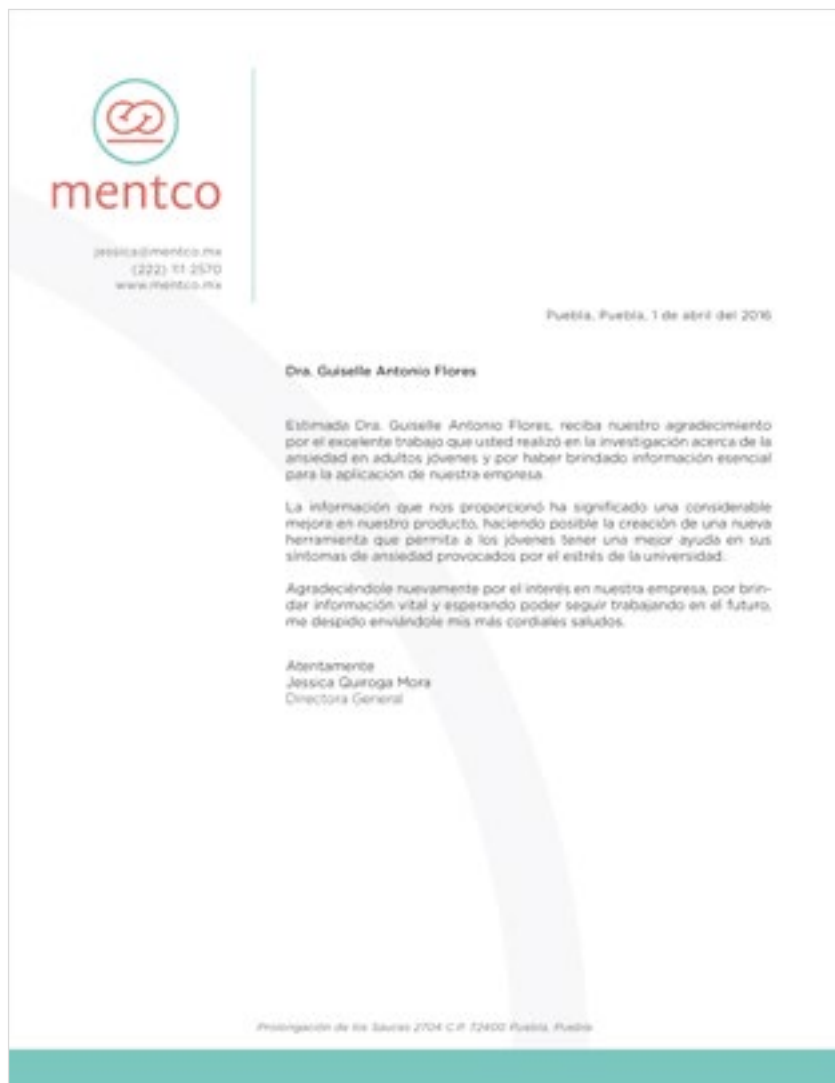 mentco
jessica@mentco.mx
(222) 111 2570
www.mentco.mx
Puebla, Puebla, 1 de abril del 2016
Dra. Guiselle Antonio Flores
Estimada Dra. Guiselle Antonio Flores, reciba nuestro agradecimiento
por el excelente trabajo que usted realizó en la investigación acerca de la
ansiedad en adultos jóvenes y por haber brindado información esencial
para la aplicación de nuestra empresa.
La información que nos proporcionó ha significado una considerable
mejora en nuestro producto, haciendo posible la creación de una nueva
herramienta que permita a los jóvenes tener una mejor ayuda en sus
síntomas de ansiedad provocados por el estrés de la universidad.
Agradeciéndole nuevamente por el interés en nuestra empresa, por brin-
dar información vital y esperando poder seguir trabajando en el futuro,
me despido enviándole mis más cordiales saludos.
Atentamente
Jessica Quiroga Mora
Directora General
Prolongación de los Sauces 2704 C.P. 72400 Puebla, Puebla